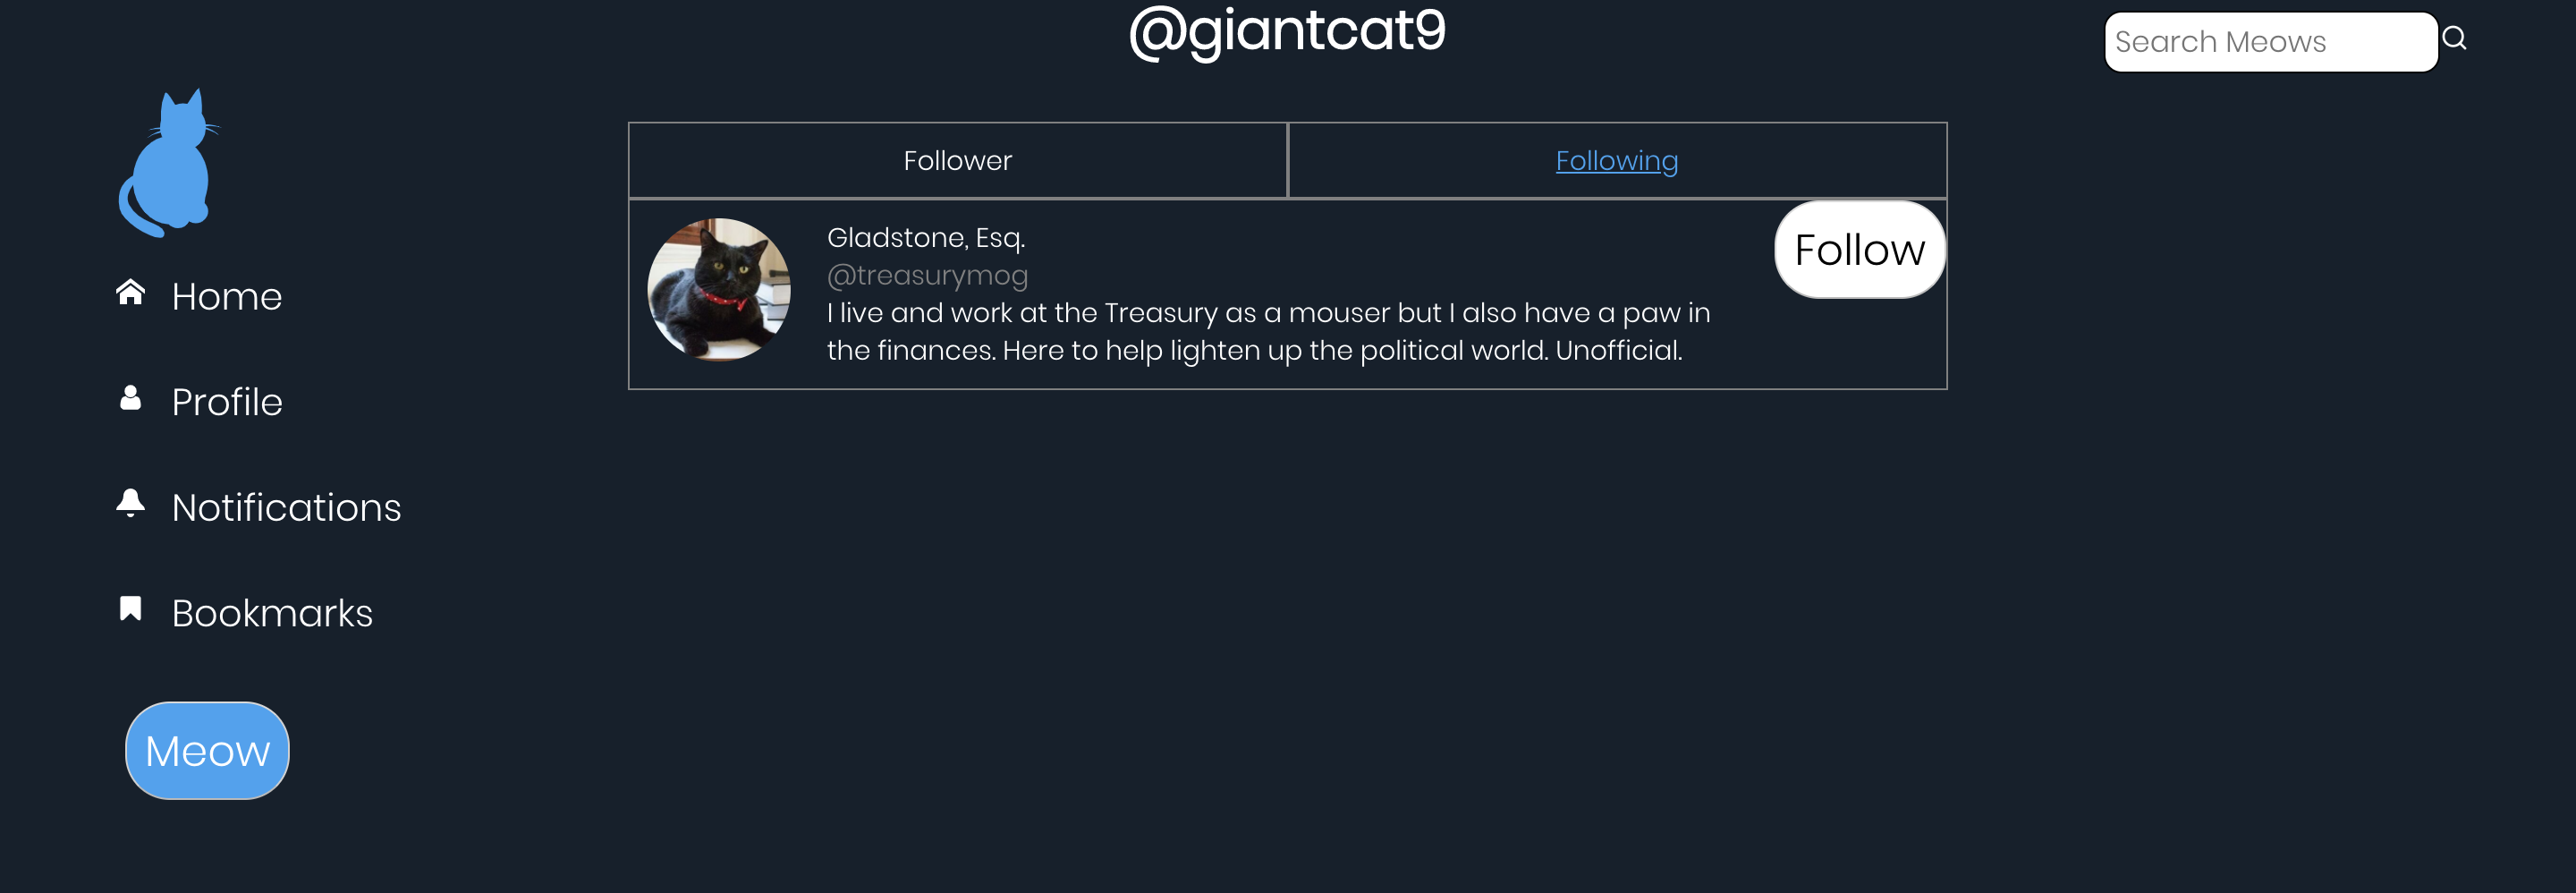 @giantcat9
Search Meows
Follower
Following
Gladstone, Esq.
@treasurymog
I live and work at the Treasury as a mouser but I also have a paw in
the finances. Here to help lighten up the political world. Unofficial.
Follow
Home
Profile
Notifications
Bookmarks
Meow